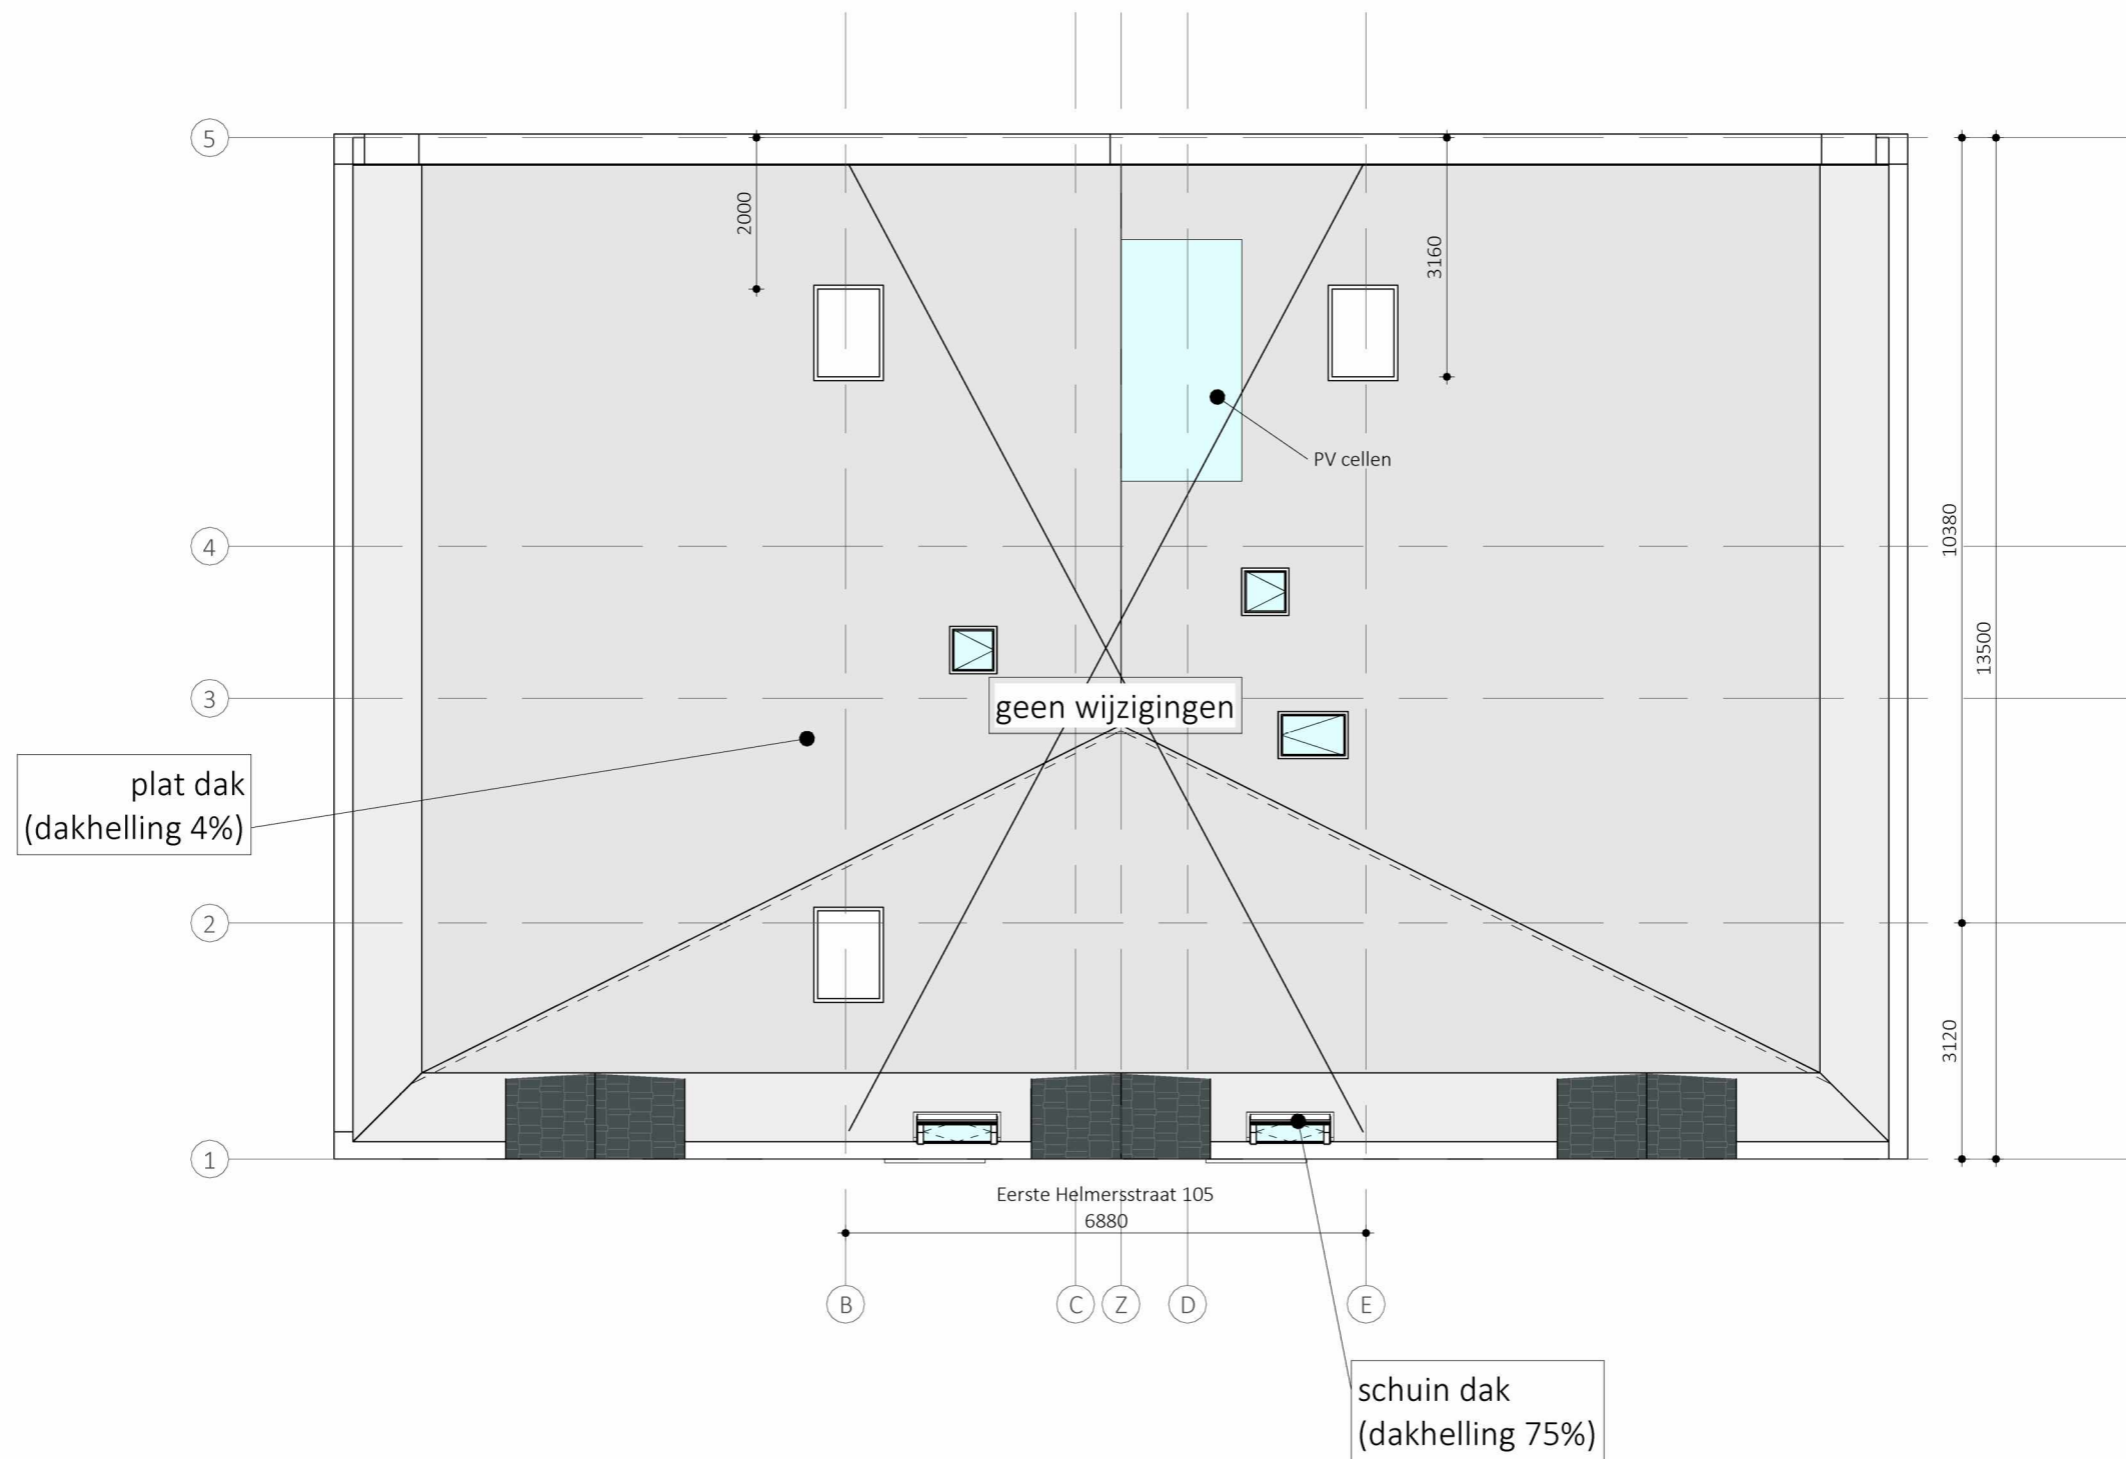 5
2000
3160
PV cellen
4
10380
13500
3
geen wijzigingen
plat dak
(dakhelling 4%)
2
3120
1
Eerste Helmersstraat 105
6880
B
C
Z
D
E
schuin dak
(dakhelling 75%)